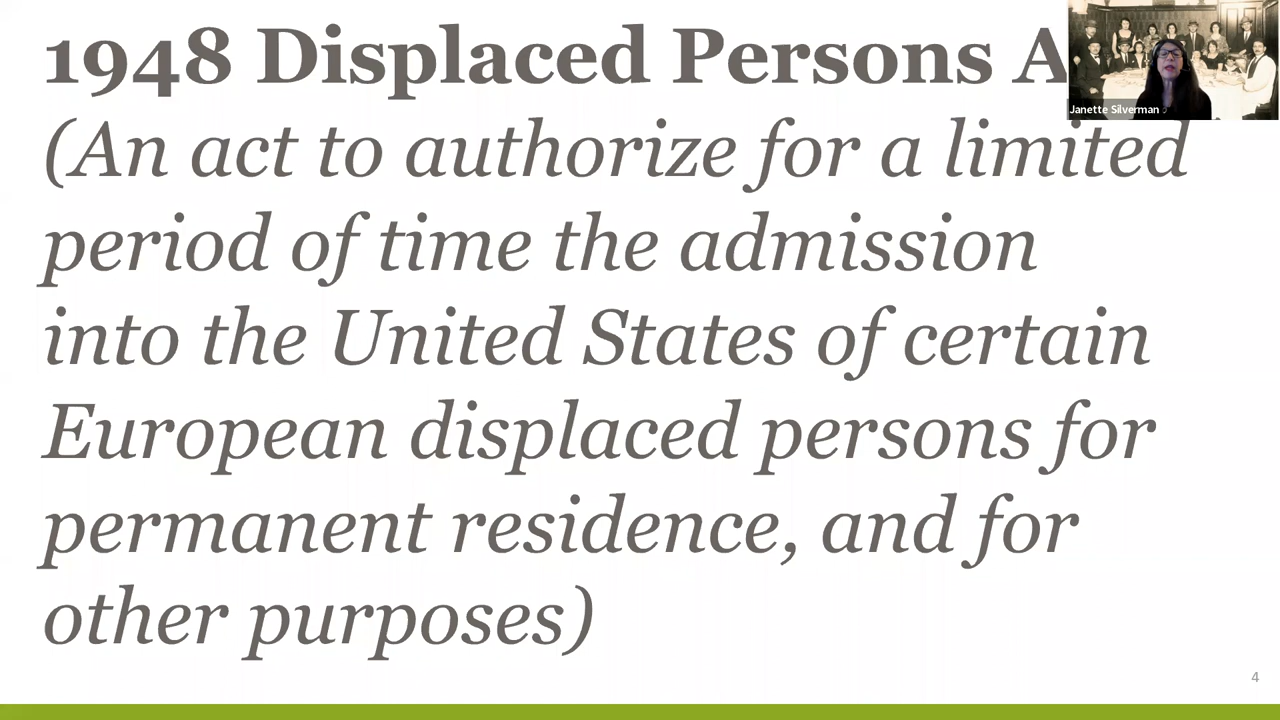 1948 Displaced Persons A
(An act to authorize for a limited
period of time the admission
into the United States of certain
European displaced persons for
permanent residence, and for
other purposes)
Janette Silverman
4